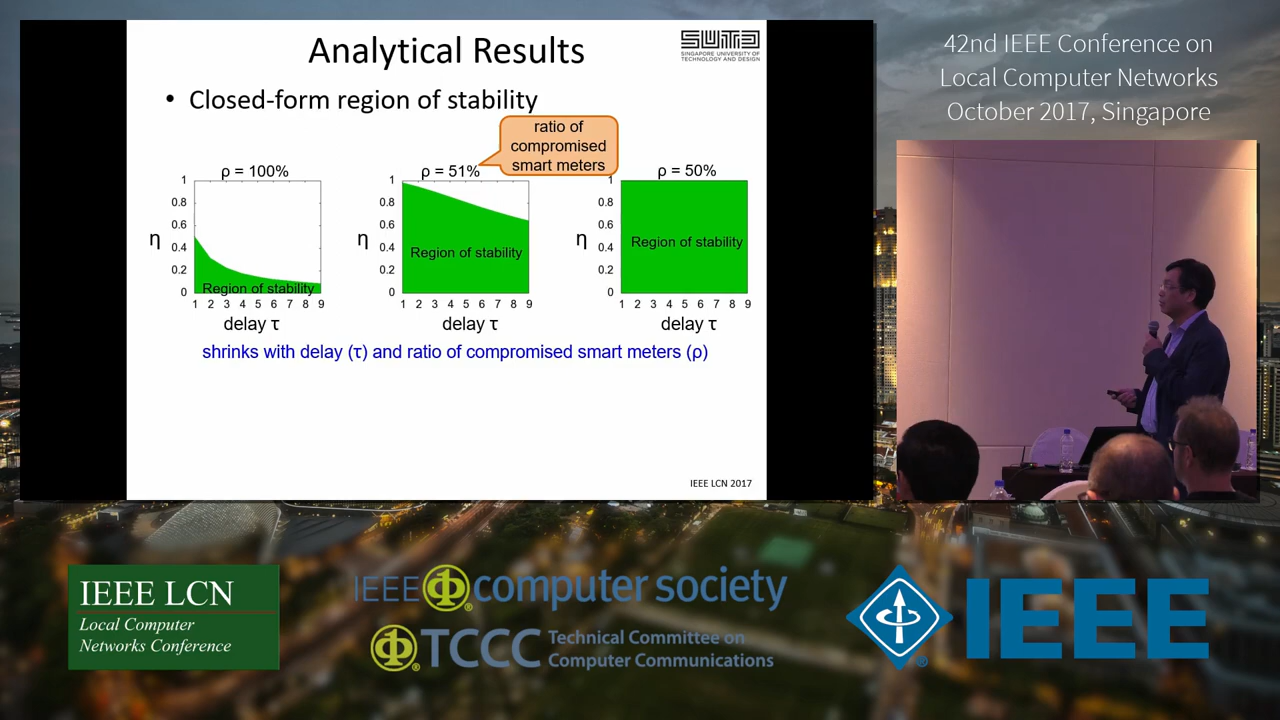 Analytical Results
SUTD
SINGAPORE UNIVERSITY OF
TECHNOLOGY AND DESIGN
• Closed-form region of stability
ratio of
compromised
smart meters
ρ = 100%
1
0.8
0.6
0.4
0.2
0
η
Region of stability
1 2 3 4 5 6 7 8 9
delay τ
ρ = 51%
1
0.8
0.6
0.4
0.2
0
η
Region of stability
1 2 3 4 5 6 7 8 9
delay τ
ρ = 50%
1
0.8
0.6
0.4
0.2
0
η
Region of stability
1 2 3 4 5 6 7 8 9
delay τ
shrinks with delay (τ) and ratio of compromised smart meters (ρ)
IEEE LCN 2017
42nd IEEE Conference on
Local Computer Networks
October 2017, Singapore
IEEE LCN
Local Computer
Networks Conference
IEEE computer society
TCCC Technical Committee on
Computer Communications
IEEE